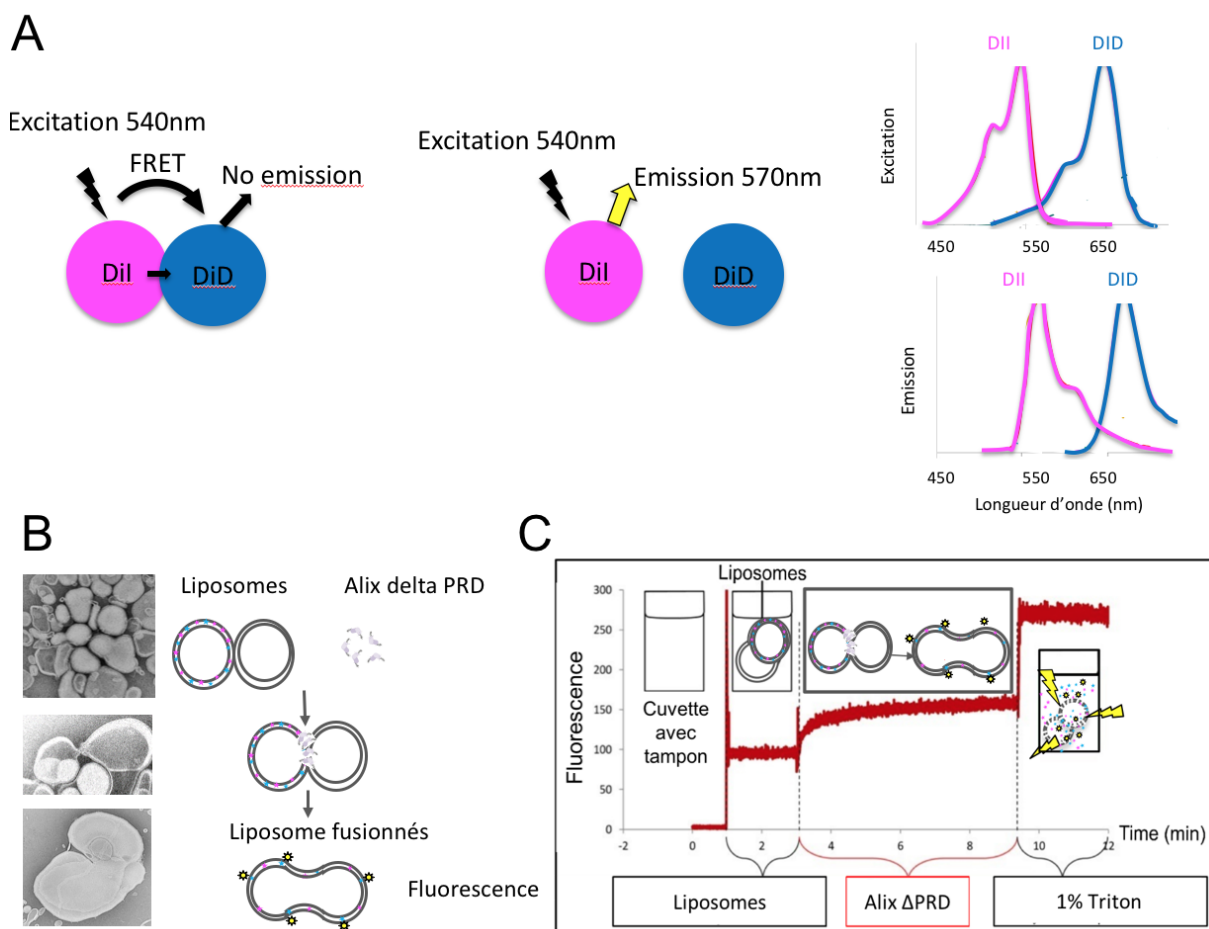 A
Excitation 540nm
FRET
No emission
DiI
DiD
Excitation 540nm
Emission 570nm
DiI
DiD
DII
DID
Excitation
450
550
650
DII
DID
Emission
450
550
650
Longueur d'onde (nm)
B
Liposomes
Alix delta PRD
Liposome fusionnés
Fluorescence
C
Liposomes
Fluorescence
300
250
200
150
100
50
0
Cuvette
avec
tampon
-2
0
2
4
6
8
10
12
Time (min)
Liposomes
Alix ΔPRD
1% Triton